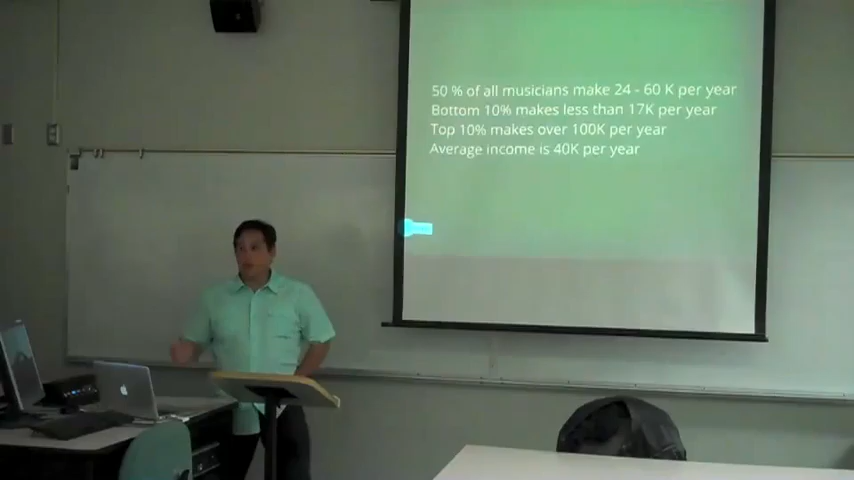 50 % of all musicians make 24 - 60 K per year
Bottom 10% makes less than 17K per year
Top 10% makes over 100K per year
Average income is 40K per year